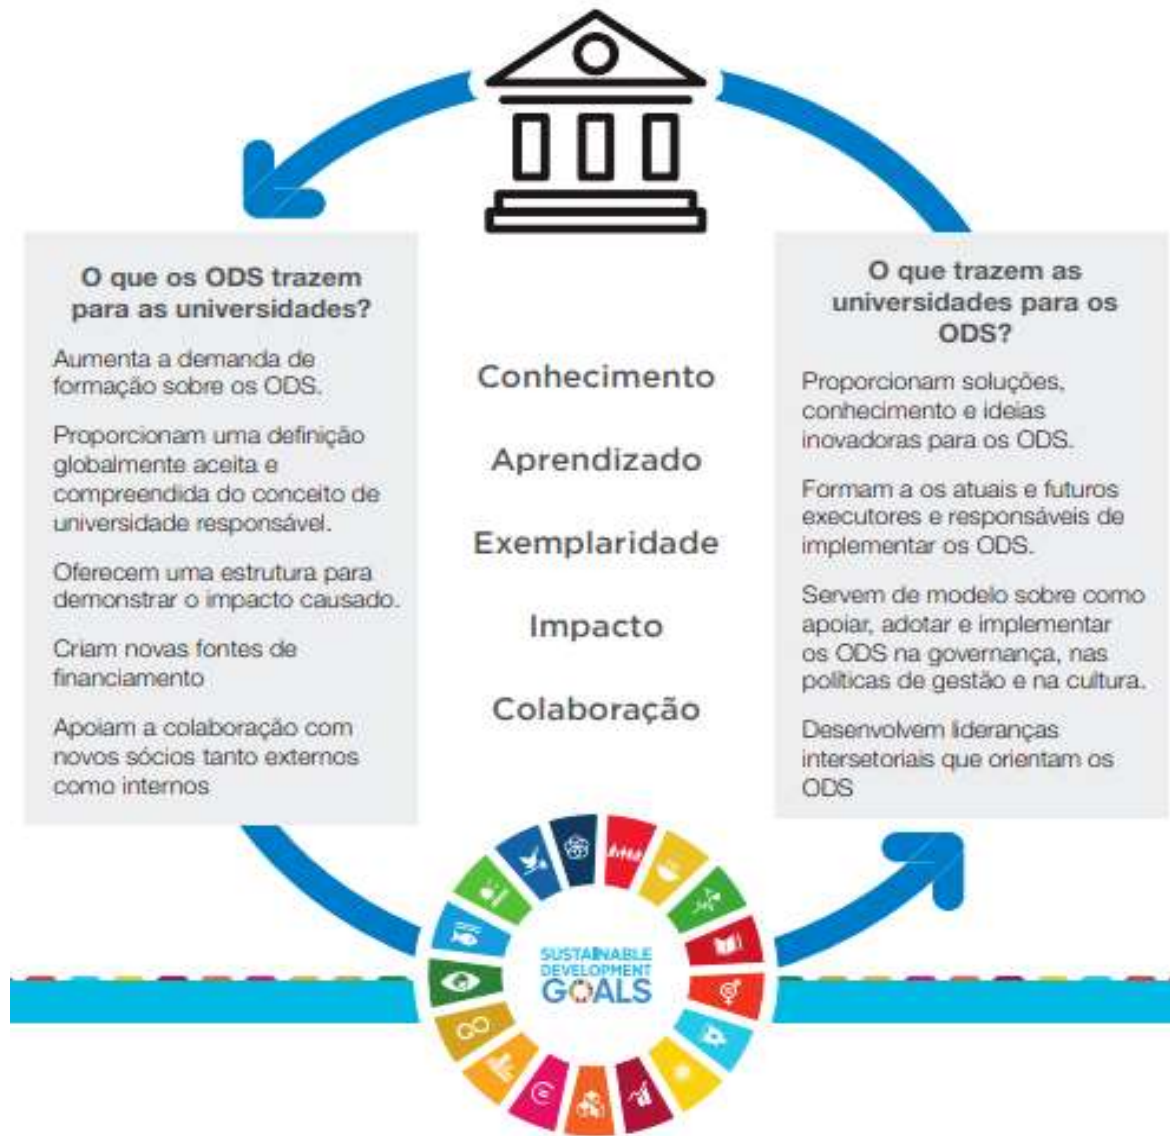 O que os ODS trazem
para as universidades?
Aumenta a demanda de
formação sobre os ODS.
Proporcionam uma definição
globalmente aceita e
compreendida do conceito de
universidade responsável.
Oferecem uma estrutura para
demonstrar o impacto causado.
Criam novas fontes de
financiamento
Apoiam a colaboração com
novos sócios tanto externos
como internos
Conhecimento
Aprendizado
Exemplaridade
Impacto
Colaboração
O que trazem as
universidades para os
ODS?
Proporcionam soluções,
conhecimento e ideias
inovadoras para os ODS.
Formam a os atuais e futuros
executores e responsáveis de
implementar os ODS.
Servem de modelo sobre como
apoiar, adotar e implementar
os ODS na governança, nas
políticas de gestão e na cultura.
Desenvolvem lideranças
intersetoriais que orientam os
ODS
SUSTAINABLE
DEVELOPMENT
GOALS